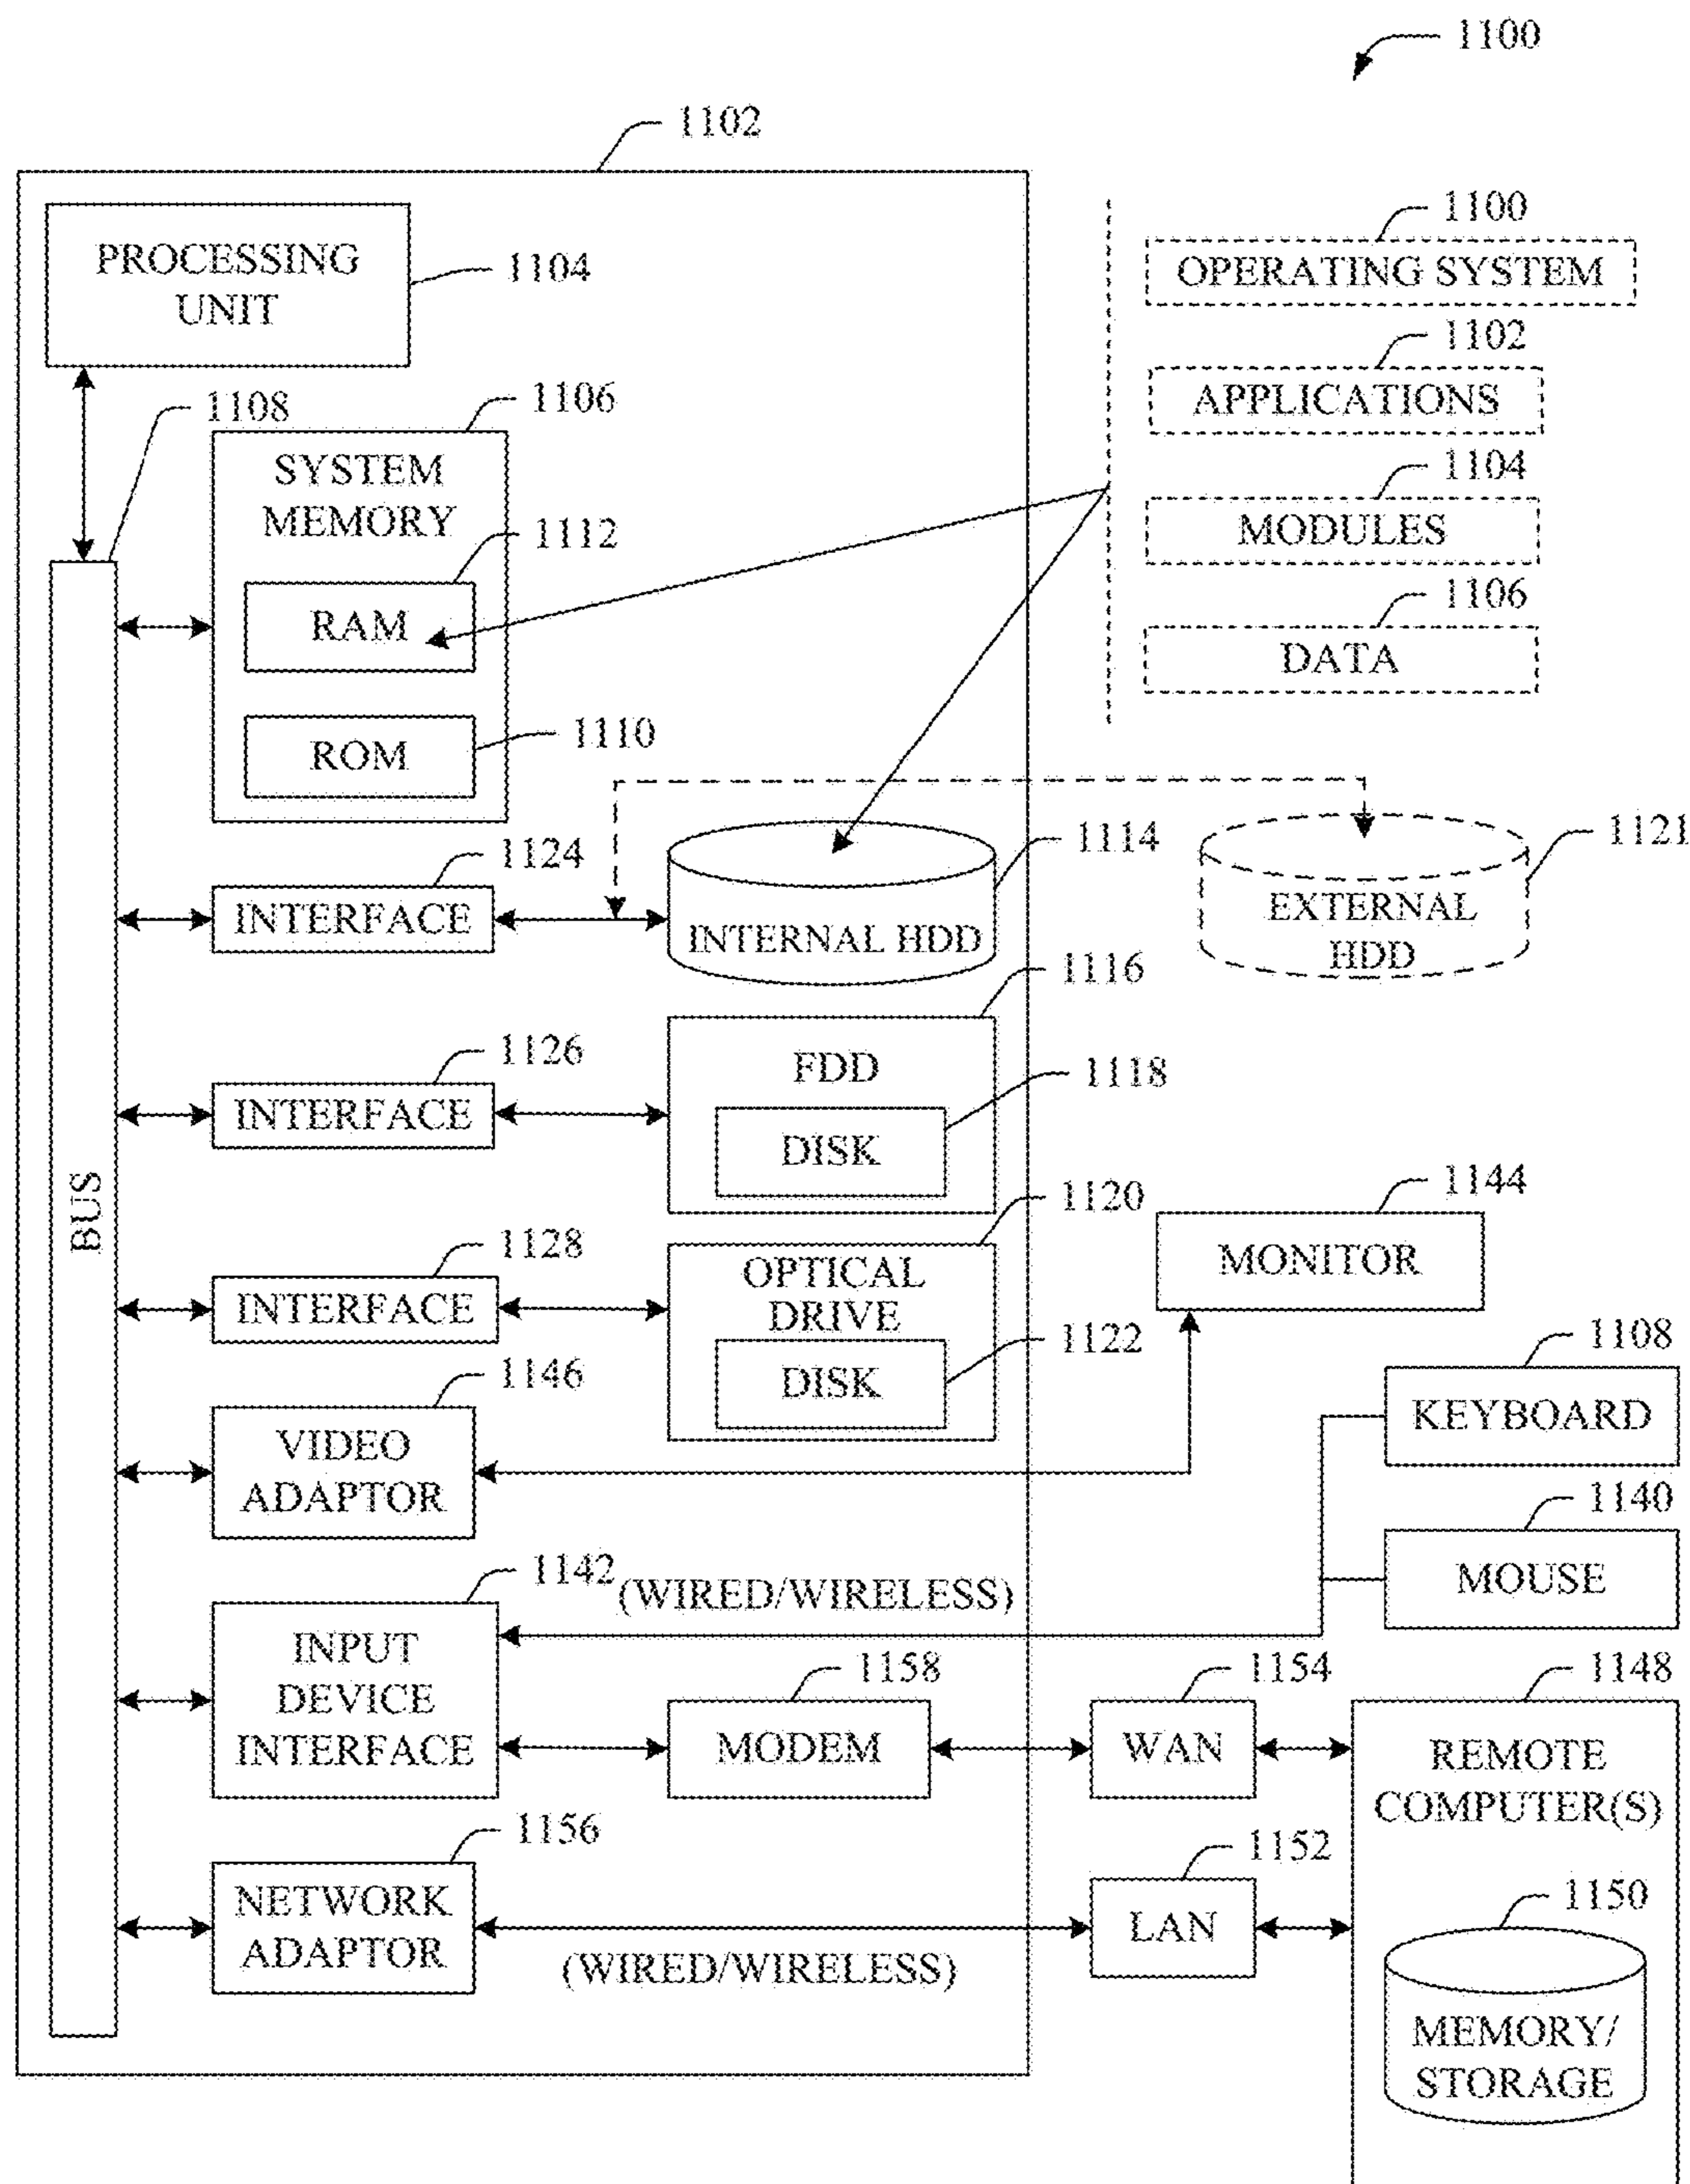 1100
1102
PROCESSING
UNIT
1104
1100
OPERATING SYSTEM
1102
APPLICATIONS
1104
MODULES
1106
DATA
1108
1106
SYSTEM
MEMORY
1112
RAM
1110
ROM
1124
INTERFACE
1114
INTERNAL HDD
1121
EXTERNAL
HDD
1126
INTERFACE
1116
FDD
1118
DISK
BUS
1128
INTERFACE
1120
OPTICAL
DRIVE
1122
DISK
1144
MONITOR
1146
VIDEO
ADAPTOR
1108
KEYBOARD
1140
MOUSE
1142
(WIRED/WIRELESS)
INPUT
DEVICE
INTERFACE
1158
MODEM
1154
WAN
1148
REMOTE
COMPUTER(S)
1156
NETWORK
ADAPTOR
(WIRED/WIRELESS)
1152
LAN
1150
MEMORY/
STORAGE